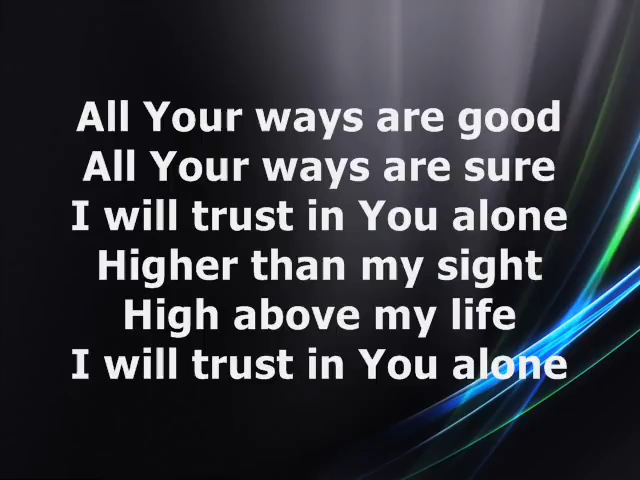 All Your ways are good
All Your ways are sure
I will trust in You alone
Higher than my sight
High above my life
I will trust in You alone